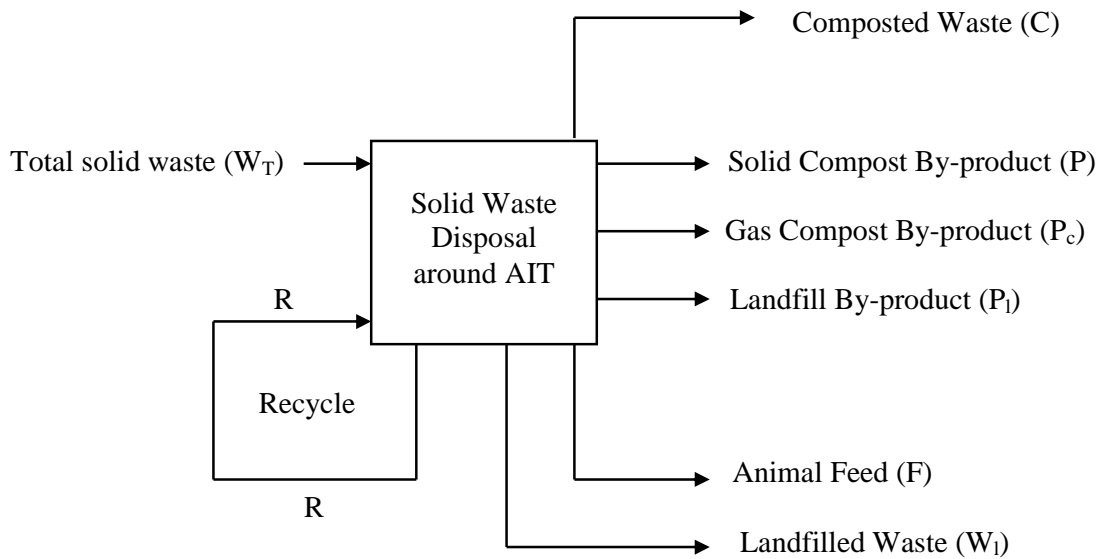 Composted Waste (C)
Total solid waste (W_T)
Solid Waste
Disposal
around AIT
Solid Compost By-product (P)
Gas Compost By-product (P_c)
Landfill By-product (P_l)
R
Recycle
R
Animal Feed (F)
Landfilled Waste (W_l)